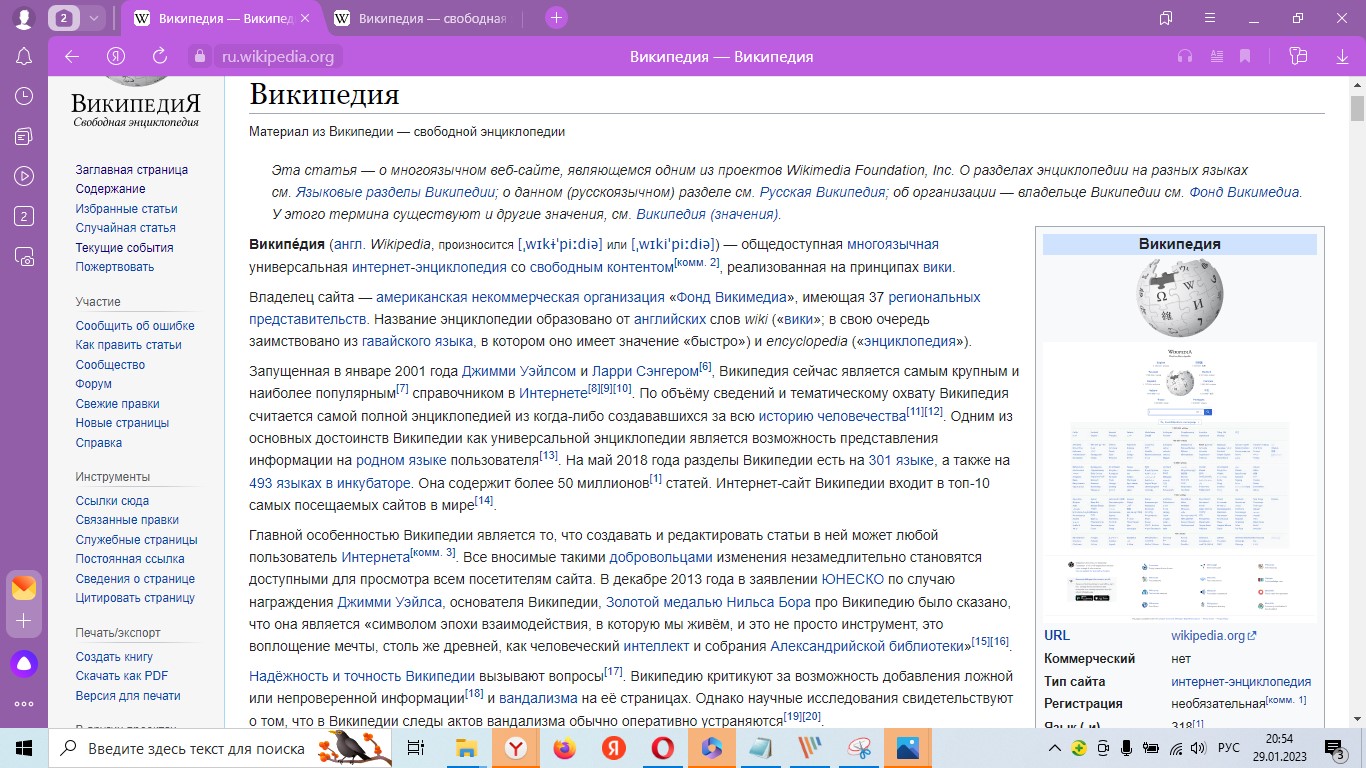 2
Википедия — Википед
Википедия — свободная
ru.wikipedia.org
Википедия — Википедия
ВикипедиЯ
Свободная энциклопедия
Заглавная страница
Содержание
Избранные статьи
Случайная статья
Текущие события
Пожертвовать
Участие
Сообщить об ошибке
Как править статьи
Сообщество
Форум
Свежие правки
Новые страницы
Справка
Инструменты
Ссылки сюда
Связанные правки
Служебные страницы
Постоянная ссылка
Сведения о странице
Цитировать страницу
Печать/экспорт
Создать книгу
Скачать как PDF
Версия для печати
Википедия
Материал из Википедии — свободной энциклопедии
Эта статья — о многоязычном веб-сайте, являющемся одним из проектов Wikimedia Foundation, Inc. О разделах энциклопедии на разных языках
см. Языковые разделы Википедии; о данном (русскоязычном) разделе см. Русская Википедия; об организации — владельце Википедии см. Фонд Викимедиа.
У этого термина существуют и другие значения, см. Википедия (значения).
Википе́дия (англ. Wikipedia, произносится [ˌwɪkɨˈpiːdiə] или [ˌwɪkiˈpiːdiə]) — общедоступная многоязычная
универсальная интернет-энциклопедия со свободным контентом[комм. 2], реализованная на принципах вики.
Владелец сайта — американская некоммерческая организация «Фонд Викимедиа», имеющая 37 региональных
представительств. Название энциклопедии образовано от английских слов wiki («вики»; в свою очередь
заимствовано из гавайского языка, в котором оно имеет значение «быстро») и encyclopedia («энциклопедия»).
Запущенная в январе 2001 года Джимми Уэйлсом и Ларри Сэнгером[6], Википедия сейчас является самым крупным и
наиболее популярным[7] справочником в Интернете[8][9][10]. По объёму сведений и тематическому охвату Википедия
считается самой полной энциклопедией из когда-либо создававшихся за всю историю человечества[11][12]. Одним из
основных достоинств Википедии как универсальной энциклопедии является возможность представления
информации на родном языке пользователя[13]. На май 2018 года разделы Википедии есть на 301 языке, а также на
493 языках в инкубаторе. Она содержит более 50 миллионов[1] статей. Интернет-сайт Википедии входит в топ-10
самых посещаемых сайтов в мире[14].
Главной особенностью Википедии является то, что создавать и редактировать статьи в ней может любой
пользователь Интернета[комм. 3]. Все вносимые такими добровольцами изменения незамедлительно становятся
доступными для просмотра всем посетителям сайта. В декабре 2013 года в заявлении ЮНЕСКО по случаю
награждения Джимми Уэйлса, основателя Википедии, Золотой медалью Нильса Бора про Википедию было сказано,
что она является «символом эпохи взаимодействия, в которую мы живём, и это не просто инструмент, это
воплощение мечты, столь же древней, как человеческий интеллект и собрания Александрийской библиотеки»[15][16].
Надёжность и точность Википедии вызывают вопросы[17]. Википедию критикуют за возможность добавления ложной
или непроверенной информации[18] и вандализма на её страницах. Однако научные исследования свидетельствуют
о том, что в Википедии следы актов вандализма обычно оперативно устраняются[19][20].
Википедия
URL wikipedia.org
Коммерческий нет
Тип сайта интернет-энциклопедия
Регистрация необязательная[комм. 1]
Язык (-и) 318[1]
2
Введите здесь текст для поиска
РУС
20:54
29.01.2023
3